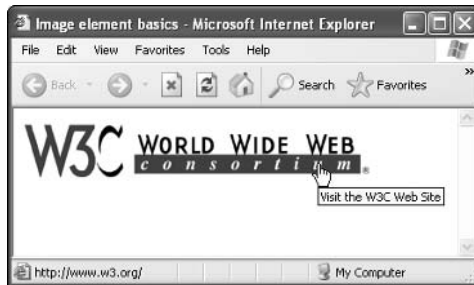 Image element basics - Microsoft Internet Explorer
File Edit View Favorites Tools Help
Back Search Favorites »
W3C WORLD WIDE WEB
consortium ®
Visit the W3C Web Site
http://www.w3.org/ My Computer